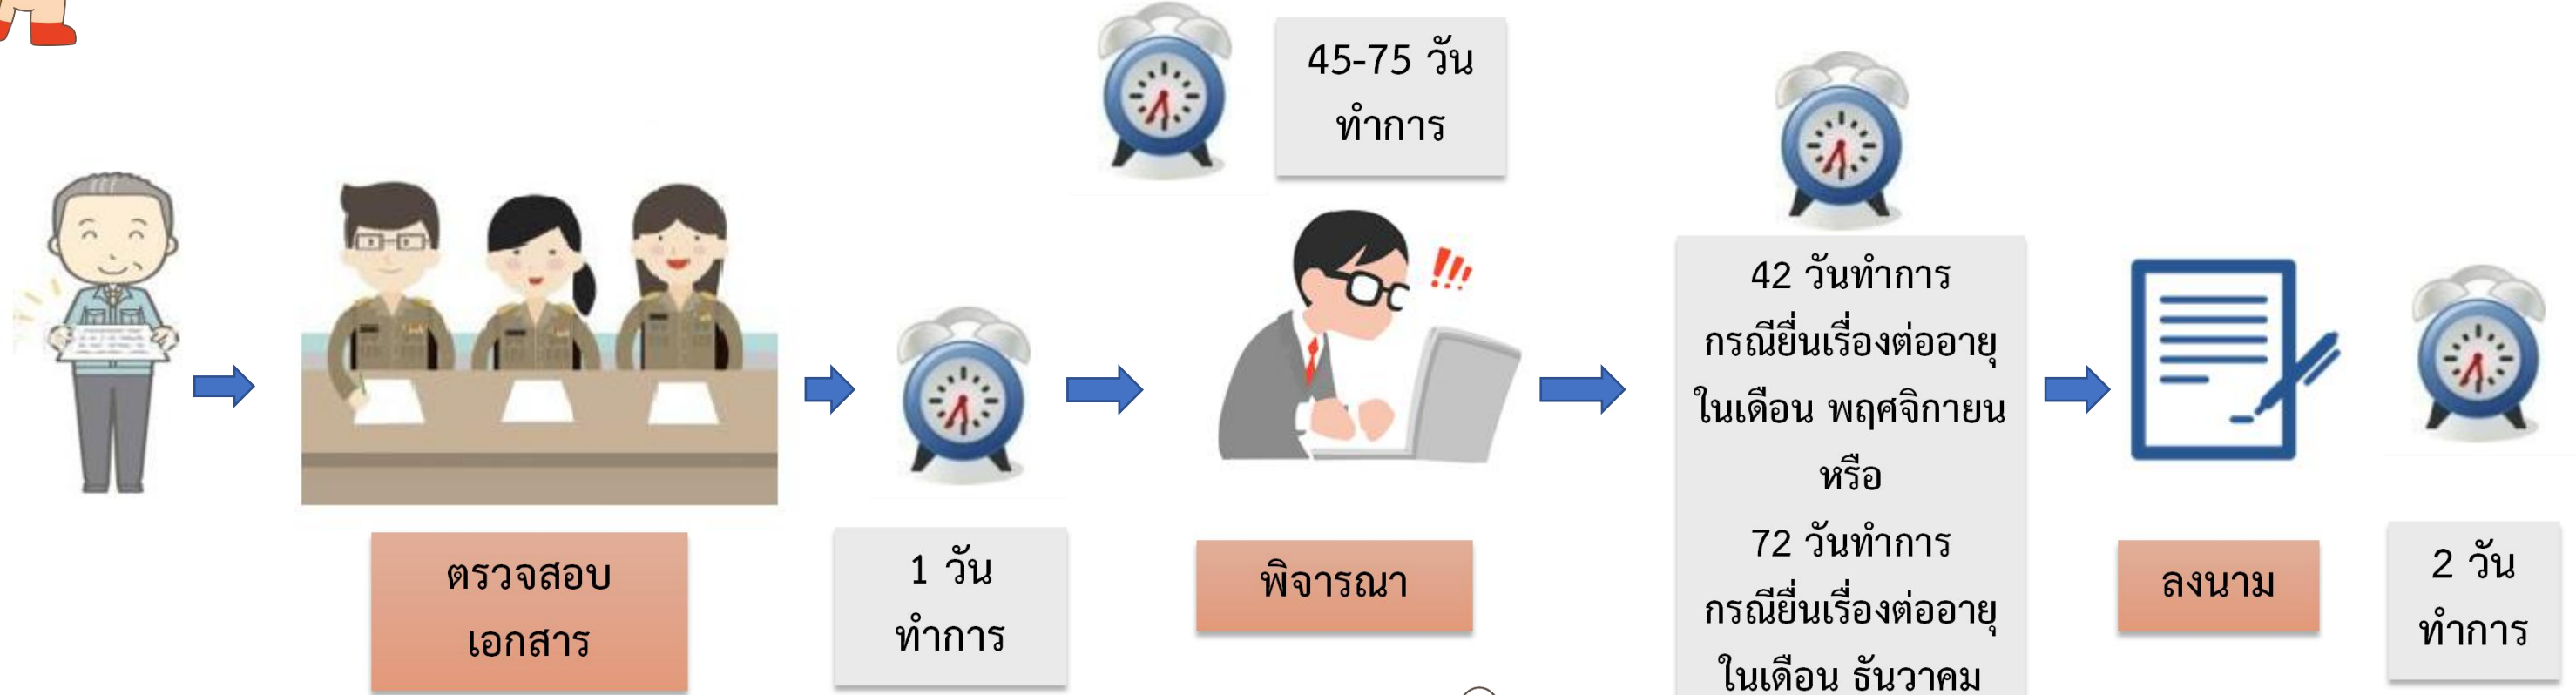 45-75 วัน
ทำการ
ตรวจสอบ
เอกสาร
1 วัน
ทำการ
พิจารณา
42 วันทำการ
กรณียื่นเรื่องต่ออายุ
ในเดือน พฤศจิกายน
หรือ
72 วันทำการ
กรณียื่นเรื่องต่ออายุ
ในเดือน ธันวาคม
ลงนาม
2 วัน
ทำการ